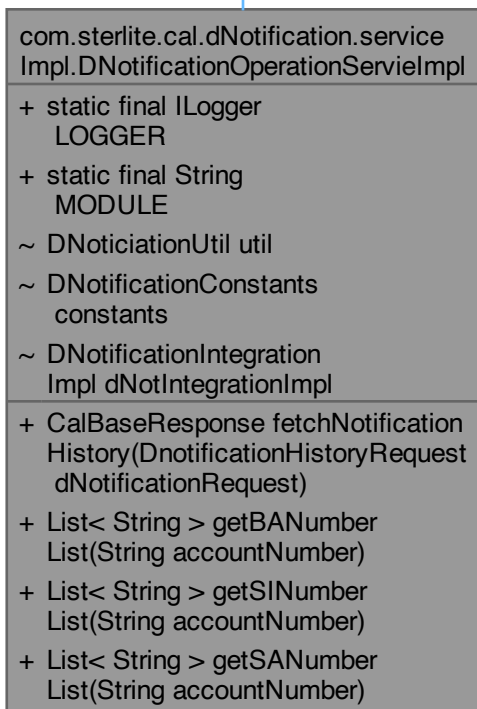 com.sterlite.cal.dNotification.service
Impl.DNotificationOperationServieImpl
+ static final ILogger
LOGGER
+ static final String
MODULE
~ DNoticiationUtil util
~ DNotificationConstants
constants
~ DNotificationIntegration
Impl dNotIntegrationImpl
+ CalBaseResponse fetchNotification
History(DnotificationHistoryRequest
dNotificationRequest)
+ List< String > getBANumber
List(String accountNumber)
+ List< String > getSINumber
List(String accountNumber)
+ List< String > getSANumber
List(String accountNumber)